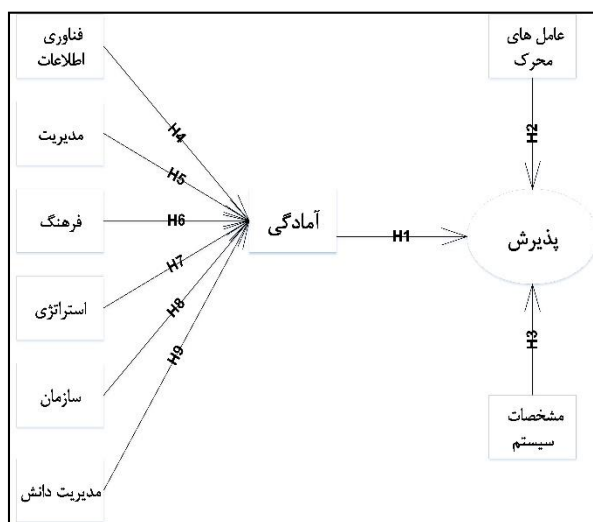 فناوری
اطلاعات
مدیریت
فرهنگ
استراتژی
سازمان
مدیریت دانش
H4
H5
H6
H7
H8
H9
آمادگی
H1
عامل های
محرک
H2
پذیرش
H3
مشخصات
سیستم